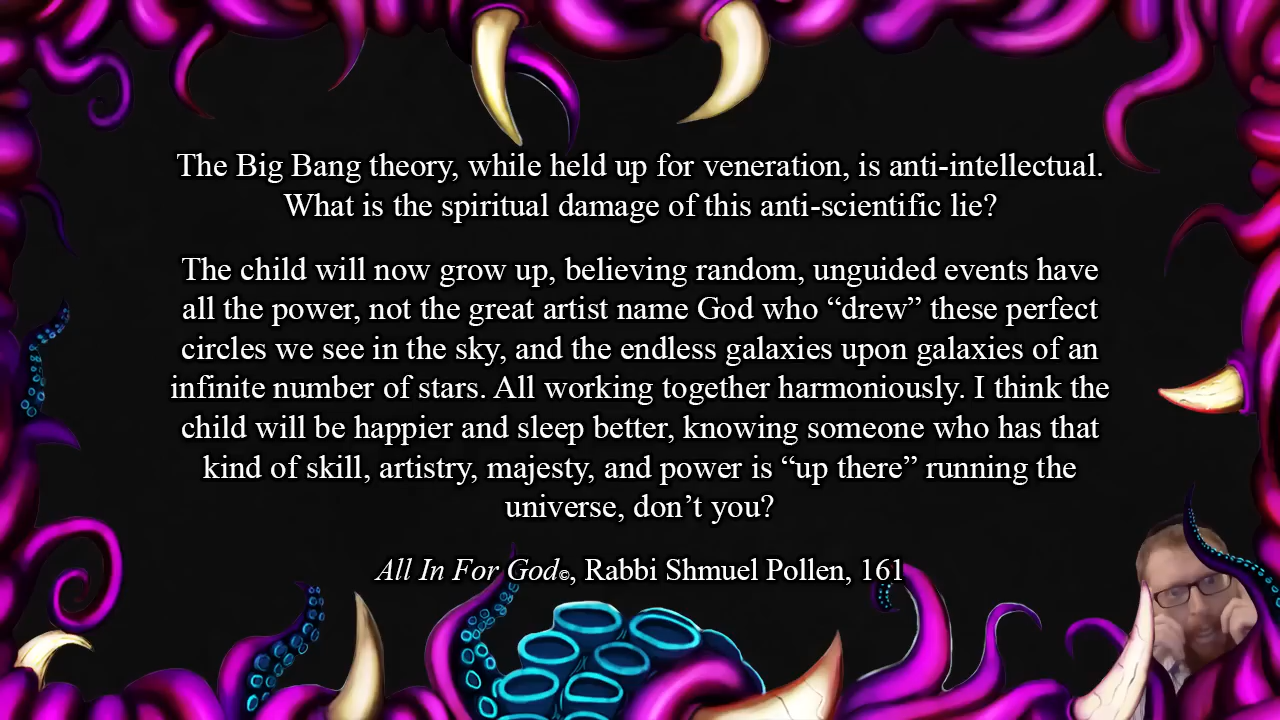 The Big Bang theory, while held up for veneration, is anti-intellectual.
What is the spiritual damage of this anti-scientific lie?
The child will now grow up, believing random, unguided events have
all the power, not the great artist name God who “drew” these perfect
circles we see in the sky, and the endless galaxies upon galaxies of an
infinite number of stars. All working together harmoniously. I think the
child will be happier and sleep better, knowing someone who has that
kind of skill, artistry, majesty, and power is “up there” running the
universe, don’t you?
All In For God©, Rabbi Shmuel Pollen, 161